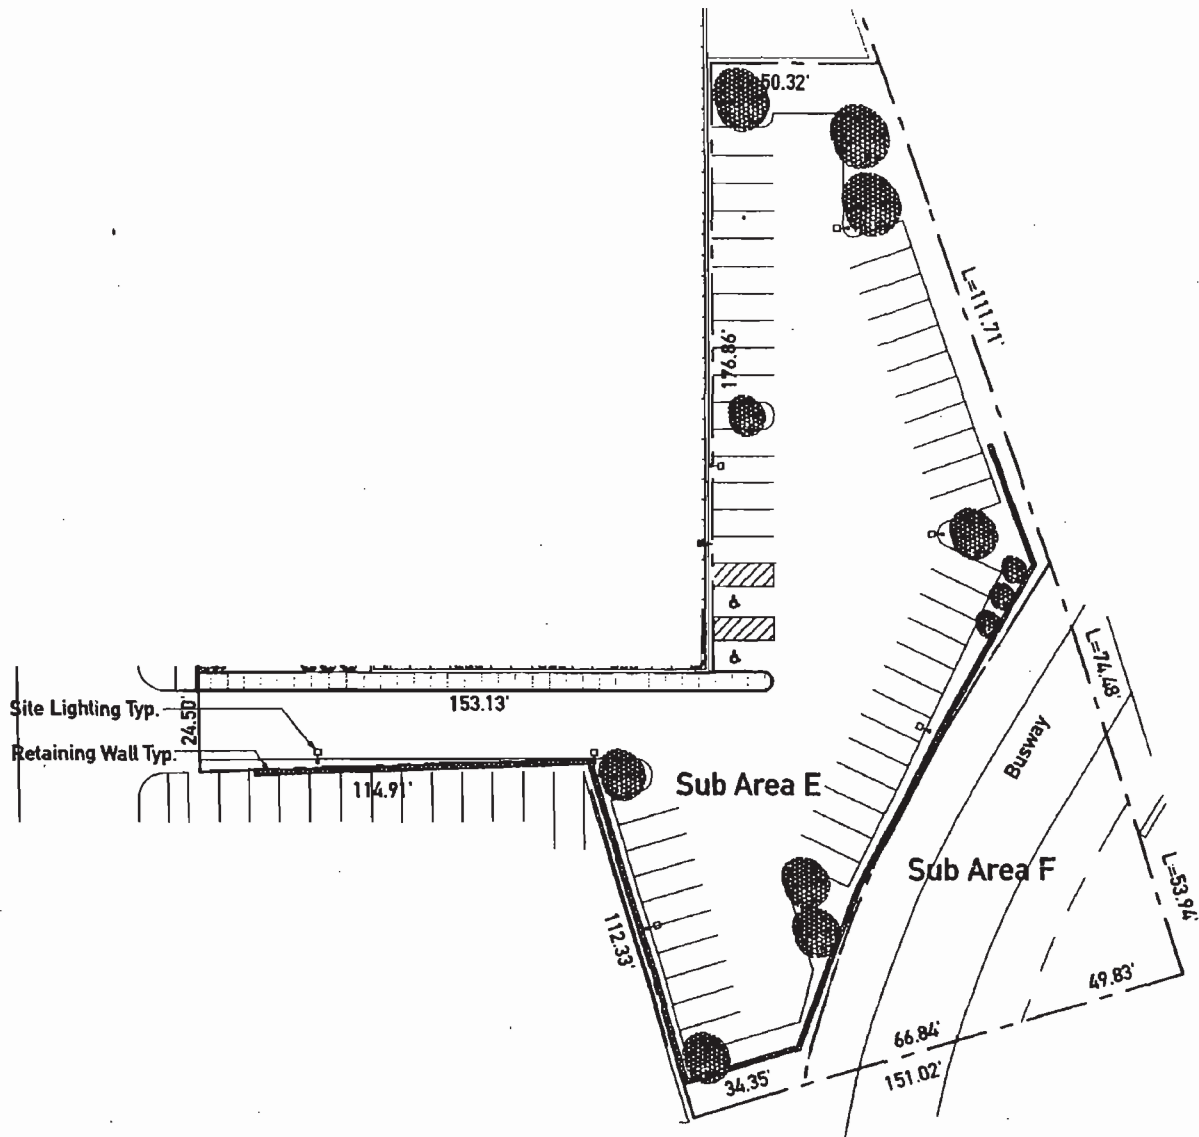 50.32'
L=111.71'
176.86'
L=74.48'
153.13'
Site Lighting Typ.
24.50'
Retaining Wall Typ.
114.91'
Busway
Sub Area E
Sub Area F
L=53.94'
112.33'
49.83'
66.84'
34.35'
151.02'